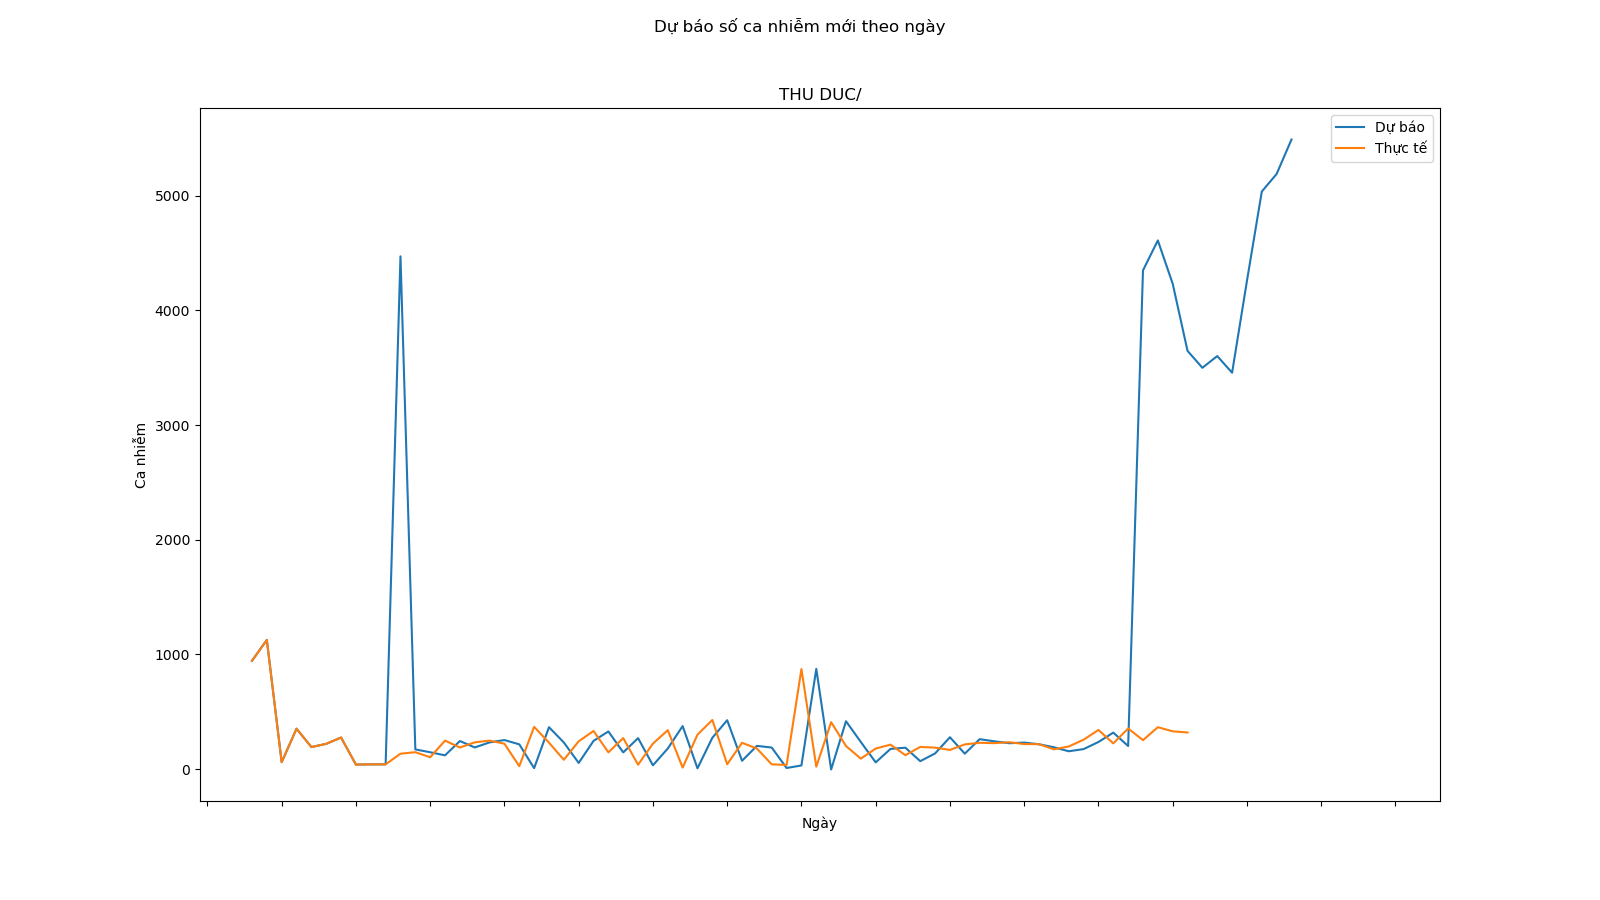 Dự báo số ca nhiễm mới theo ngày
THU DUC/
Dự báo
Thực tế
5000
4000
3000
2000
1000
0
Ca nhiễm
Ngày